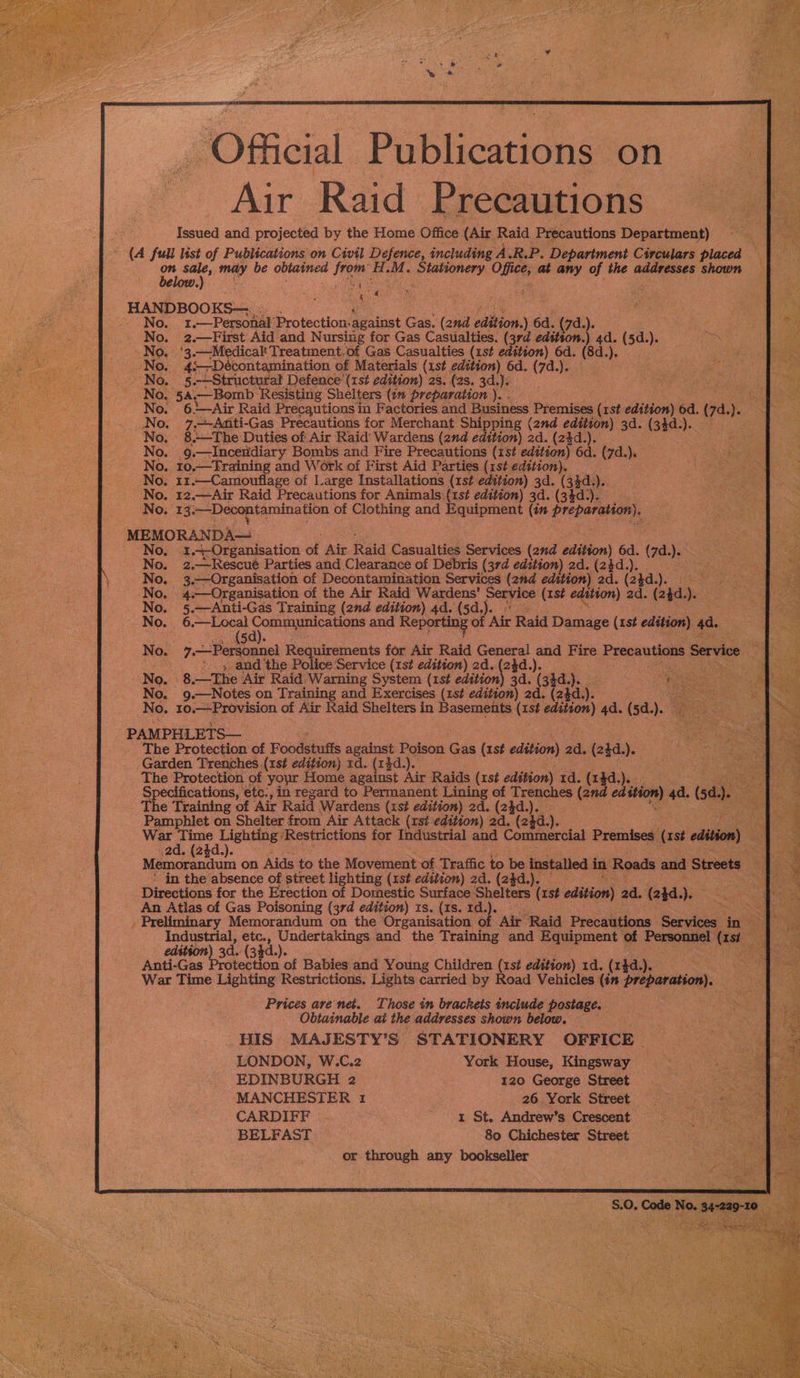 Official Publications on
Air Raid Precautions
Issued and projected by the Home Office (Air Raid Precautions Department)
(A full list of Publications on Civil Defence, including A.R.P. Department Circulars placed
on sale, may be obtained from H.M. Stationery Office, at any of the addresses shown
below.)
HANDBOOKS—
No. 1.—Personal Protection against Gas. (2nd edition.) 6d. (7d.).
No. 2.—First Aid and Nursing for Gas Casualties. (3rd edition.) 4d. (5d.).
No. 3.—Medical Treatment of Gas Casualties (1st edition) 6d. (8d.).
No. 4.—Decontamination of Materials (1st edition) 6d. (7d.).
No. 5.—Structural Defence (1st edition) 2s. (2s. 3d.).
No. 5A.—Bomb Resisting Shelters (in preparation ).
No. 6.—Air Raid Precautions in Factories and Business Premises (1st edition) 6d. (7d.).
No. 7.—Anti-Gas Precautions for Merchant Shipping (2nd edition) 3d. (3½d.).
No. 8.—The Duties of Air Raid Wardens (2nd edition) 2d. (2½d.).
No. 9.—Incendiary Bombs and Fire Precautions (1st edition) 6d. (7d.).
No. 10.—Training and Work of First Aid Parties (1st edition).
No. 11.—Camouflage of Large Installations (1st edition) 3d. (3½d.).
No. 12.—Air Raid Precautions for Animals (1st edition) 3d. (3½d.).
No. 13.—Decontamination of Clothing and Equipment (in preparation).
MEMORANDA—
No. 1.—Organisation of Air Raid Casualties Services (2nd edition) 6d. (7d.).
No. 2.—Rescue Parties and Clearance of Debris (3rd edition) 2d. (2½d.).
No. 3.—Organisation of Decontamination Services (2nd edition) 2d. (2½d.).
No. 4.—Organisation of the Air Raid Wardens' Service (1st edition) 2d. (2½d.).
No. 5.—Anti-Gas Training (2nd edition) 4d. (5d.).
No. 6.—Local Communications and Reporting of Air Raid Damage (1st edition) 4d.
(5d).
No. 7.—Personnel Requirements for Air Raid General and Fire Precautions Service
and the Police Service (1st edition) 2d. (2½d.).
No. 8.—The Air Raid Warning System (1st edition) 3d. (3½d.).
No. 9.—Notes on Training and Exercises (1st edition) 2d. (2½d.).
No. 10.—Provision of Air Raid Shelters in Basements (1st edition) 4d. (5d.).
PAMPHLETS—
The Protection of Foodstuffs against Poison Gas (1st edition) 2d. (2½d.).
Garden Trenches (1st edition) 1d. (1½d.).
The Protection of your Home against Air Raids (1st edition) 1d. (1½d.).
Specifications, etc., in regard to Permanent Lining of Trenches (2nd edition) 4d. (5d.).
The Training of Air Raid Wardens (1st edition) 2d. (2½d.).
Pamphlet on Shelter from Air Attack (1st edition) 2d. (2½d.).
War Time Lighting Restrictions for Industrial and Commercial Premises (1st edition)
2d. (2½d.).
Memorandum on Aids to the Movement of Traffic to be installed in Roads and Streets
in the absence of street lighting (1st edition) 2d. (2½d.).
Directions for the Erection of Domestic Surface Shelters (1st edition) 2d. (2½d.).
An Atlas of Gas Poisoning (3rd edition) 1s. (1s. 1d.).
Preliminary Memorandum on the Organisation of Air Raid Precautions Services in
Industrial, etc., Undertakings and the Training and Equipment of Personnel (1st
edition) 3d. (3½d.).
Anti-Gas Protection of Babies and Young Children (1st edition) 1d. (1½d.).
War Time Lighting Restrictions. Lights carried by Road Vehicles (in preparation).
Prices are net. Those in brackets include postage.
Obtainable at the addresses shown below.
HIS MAJESTY'S STATIONERY OFFICE
LONDON, W.C.2 York House, Kingsway
EDINBURGH 2 120 George Street
MANCHESTER 1 26 York Street
CARDIFF 1 St. Andrew's Crescent
BELFAST 80 Chichester Street
or through any bookseller
S.O. Code No. 34-229-10